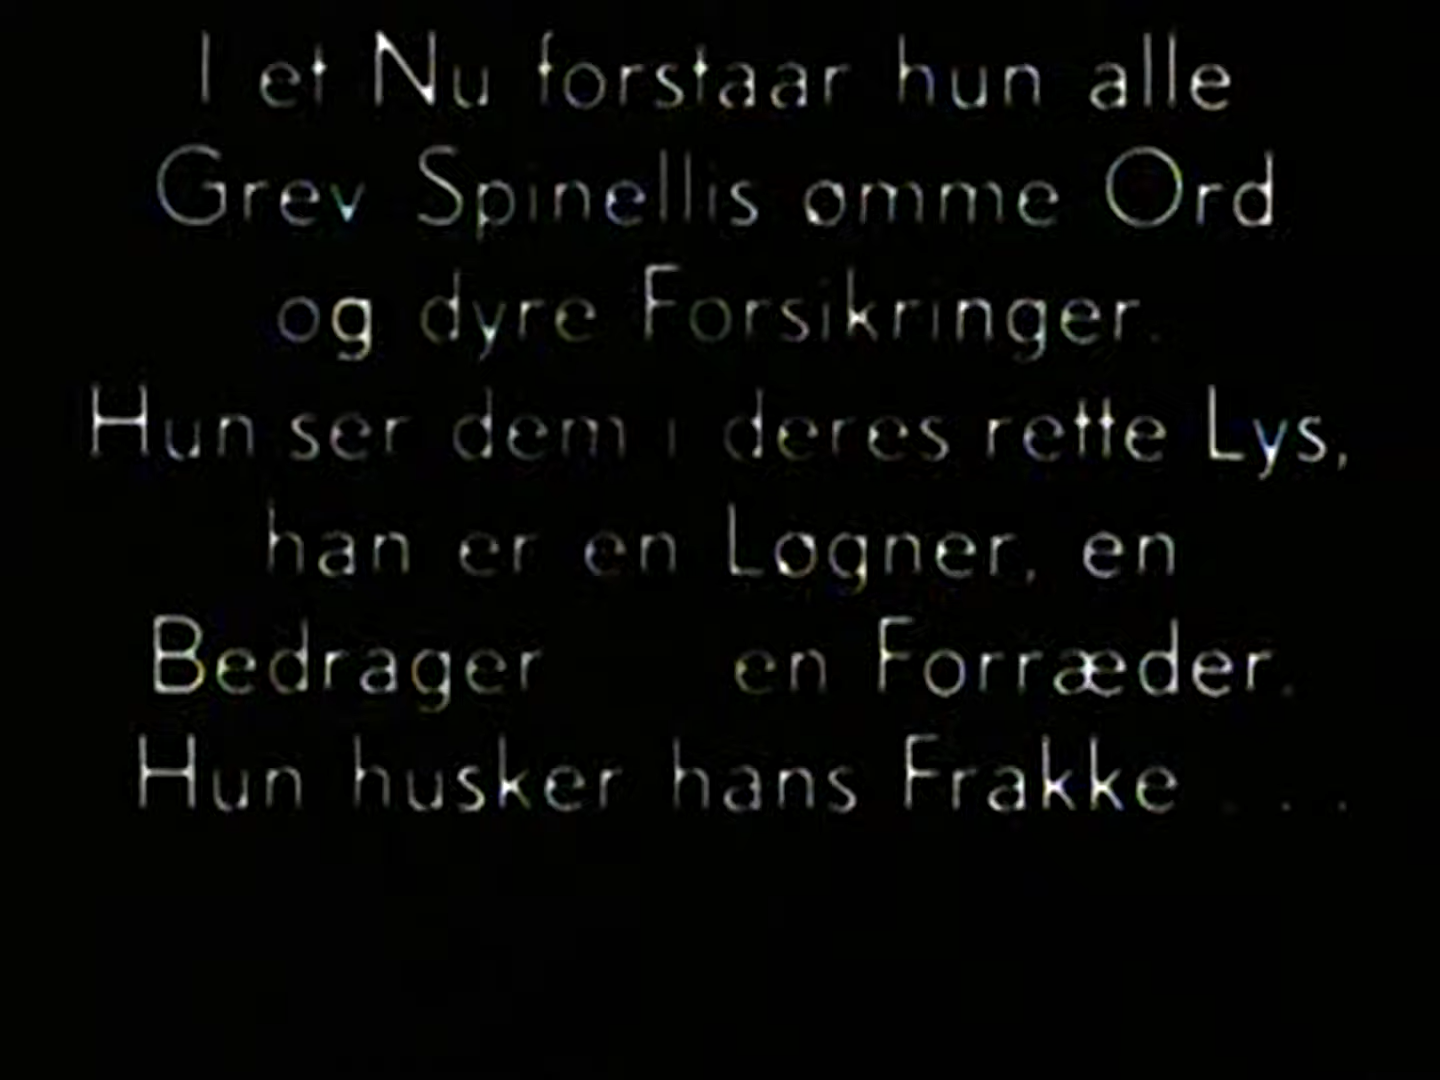 I et Nu forstaar hun alle
Grev Spinellis ømme Ord
og dyre Forsikringer.
Hun ser dem i deres rette Lys,
han er en Løgner, en
Bedrager en Forræder.
Hun husker hans Frakke . . .